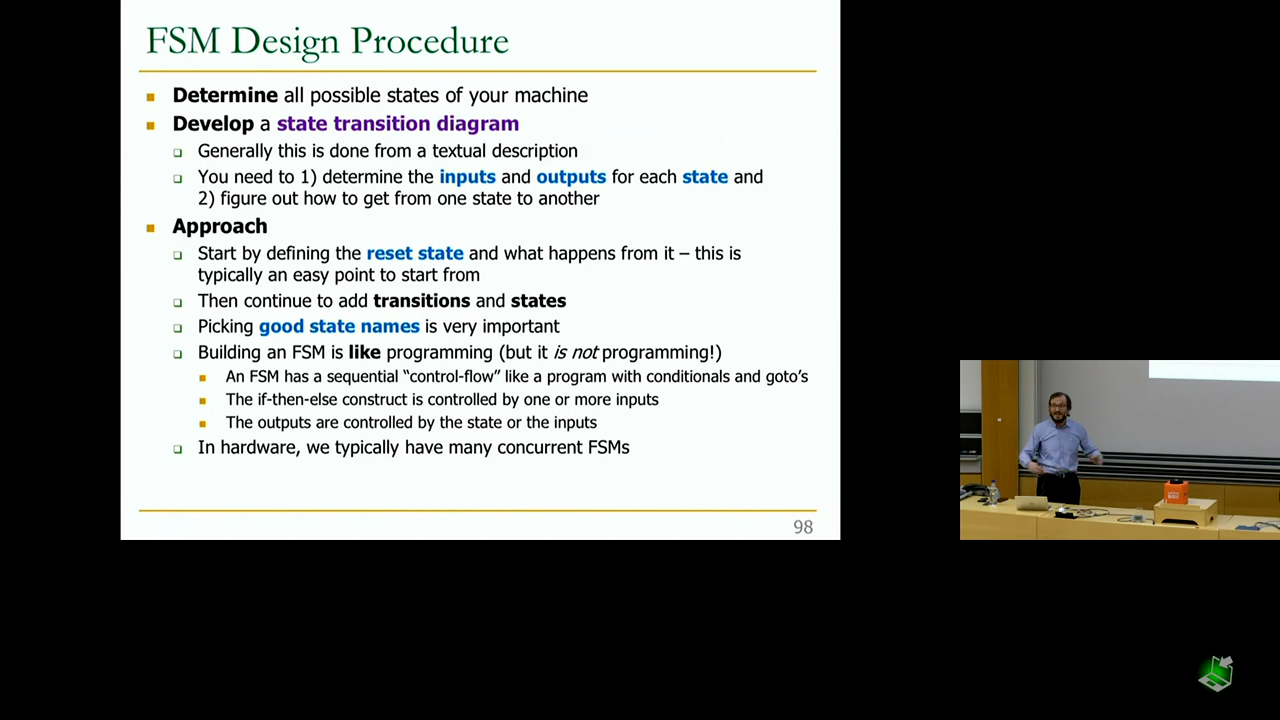 FSM Design Procedure
Determine all possible states of your machine
Develop a state transition diagram
Generally this is done from a textual description
You need to 1) determine the inputs and outputs for each state and
2) figure out how to get from one state to another
Approach
Start by defining the reset state and what happens from it – this is
typically an easy point to start from
Then continue to add transitions and states
Picking good state names is very important
Building an FSM is like programming (but it is not programming!)
An FSM has a sequential “control-flow” like a program with conditionals and goto’s
The if-then-else construct is controlled by one or more inputs
The outputs are controlled by the state or the inputs
In hardware, we typically have many concurrent FSMs
98